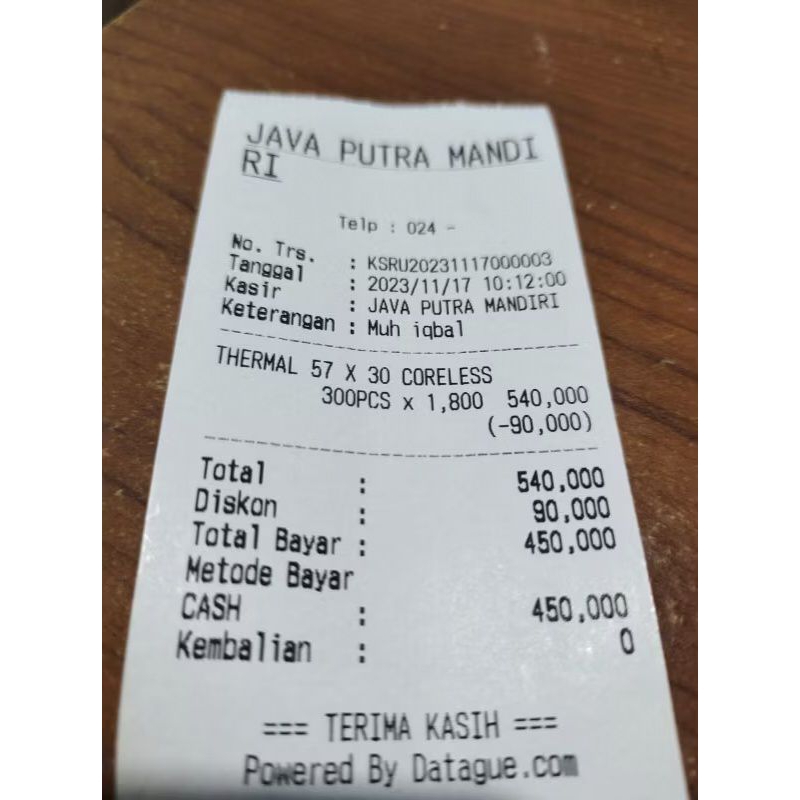 JAVA PUTRA MANDI
RI
Telp : 024 -
No. Trs. : KSRU20231117000003
Tanggal : 2023/11/17 10:12:00
Kasir : JAVA PUTRA MANDIRI
Keterangan : Muh iqbal
THERMAL 57 X 30 CORELESS
300PCS x 1,800 540,000
(-90,000)
Total : 540,000
Diskon : 90,000
Total Bayar : 450,000
Metode Bayar
CASH : 450,000
Kembalian : 0
=== TERIMA KASIH ===
Powered By Datague.com